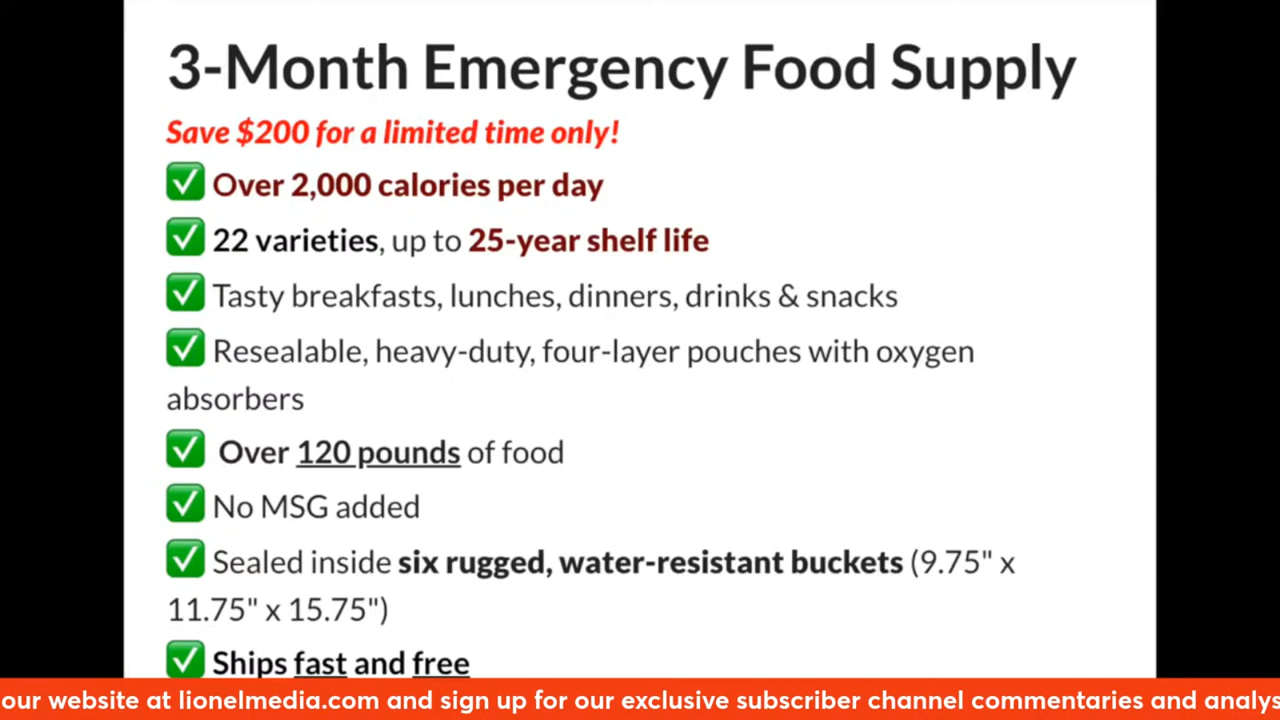 3-Month Emergency Food Supply
Save $200 for a limited time only!
✅ Over 2,000 calories per day
✅ 22 varieties, up to 25-year shelf life
✅ Tasty breakfasts, lunches, dinners, drinks & snacks
✅ Resealable, heavy-duty, four-layer pouches with oxygen
absorbers
✅ Over 120 pounds of food
✅ No MSG added
✅ Sealed inside six rugged, water-resistant buckets (9.75" x
11.75" x 15.75")
✅ Ships fast and free
our website at lionelmedia.com and sign up for our exclusive subscriber channel commentaries and analys